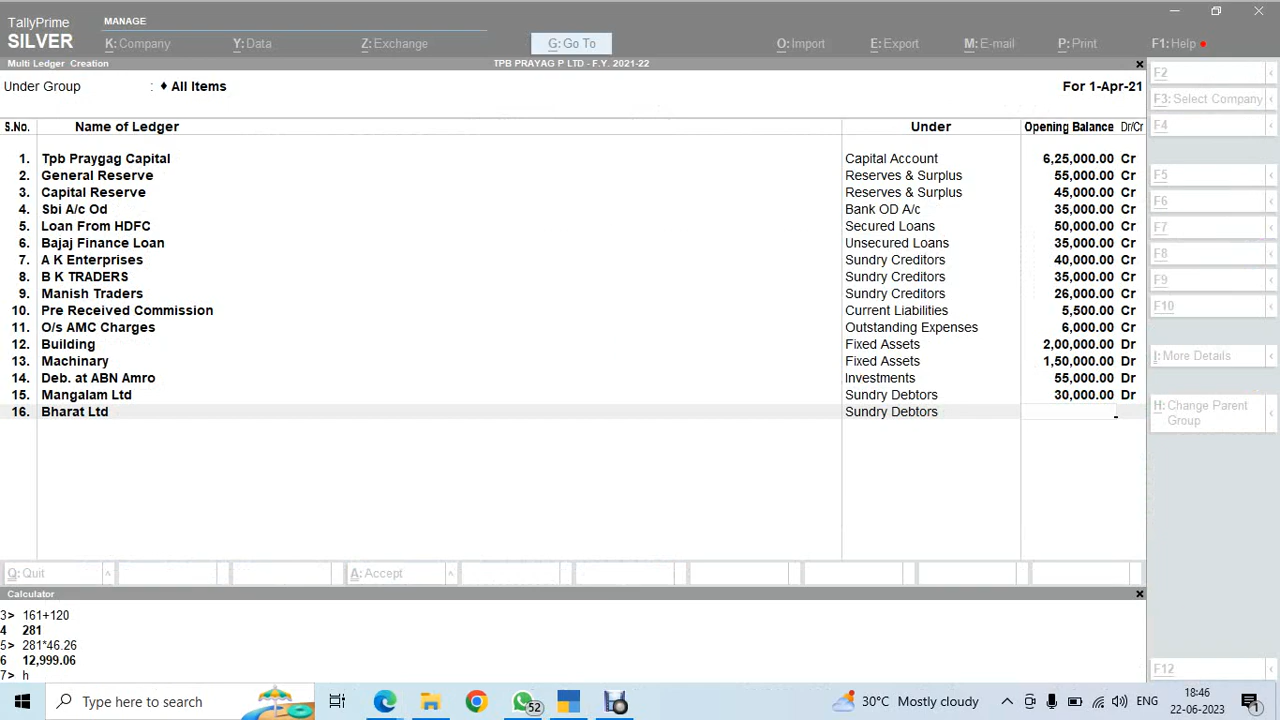 TallyPrime
SILVER
MANAGE
K: Company
Y: Data
Z: Exchange
G: Go To
O: Import
E: Export
M: E-mail
P: Print
F1: Help
Multi Ledger Creation
TPB PRAYAG P LTD - F.Y. 2021-22
Under Group : ♦ All Items
For 1-Apr-21
S.No. Name of Ledger Under Opening Balance Dr/Cr
1. Tpb Praygag Capital Capital Account 6,25,000.00 Cr
2. General Reserve Reserves & Surplus 55,000.00 Cr
3. Capital Reserve Reserves & Surplus 45,000.00 Cr
4. Sbi A/c Od Bank OD A/c 35,000.00 Cr
5. Loan From HDFC Secured Loans 50,000.00 Cr
6. Bajaj Finance Loan Unsecured Loans 35,000.00 Cr
7. A K Enterprises Sundry Creditors 40,000.00 Cr
8. B K TRADERS Sundry Creditors 35,000.00 Cr
9. Manish Traders Sundry Creditors 26,000.00 Cr
10. Pre Received Commission Current Liabilities 5,500.00 Cr
11. O/s AMC Charges Outstanding Expenses 6,000.00 Cr
12. Building Fixed Assets 2,00,000.00 Dr
13. Machinary Fixed Assets 1,50,000.00 Dr
14. Deb. at ABN Amro Investments 55,000.00 Dr
15. Mangalam Ltd Sundry Debtors 30,000.00 Dr
16. Bharat Ltd Sundry Debtors
F2
F3: Select Company
F4
F5
F6
F7
F8
F9
F10
I: More Details
H: Change Parent
Group
F12
Q: Quit
A: Accept
Calculator
3> 161+120
4 281
5> 281*46.26
6 12,999.06
7> h
Type here to search
52
30°C Mostly cloudy
ENG
18:46
22-06-2023
1